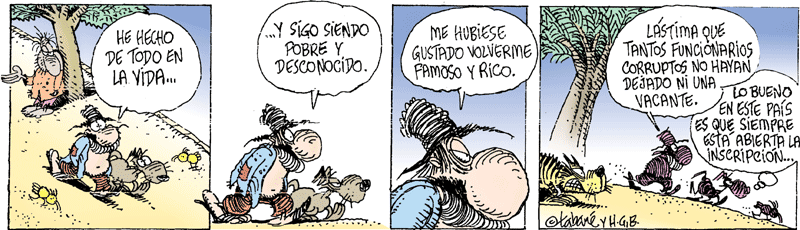 HE HECHO
DE TODO EN
LA VIDA...
...Y SIGO SIENDO
POBRE Y
DESCONOCIDO.
ME HUBIESE
GUSTADO VOLVERME
FAMOSO Y RICO.
LÁSTIMA QUE
TANTOS FUNCIONARIOS
CORRUPTOS NO HAYAN
DEJADO NI UNA
VACANTE.
LO BUENO
EN ESTE PAÍS
ES QUE SIEMPRE
ESTÁ ABIERTA LA
INSCRIPCIÓN...
© tabaré y H.G.B.